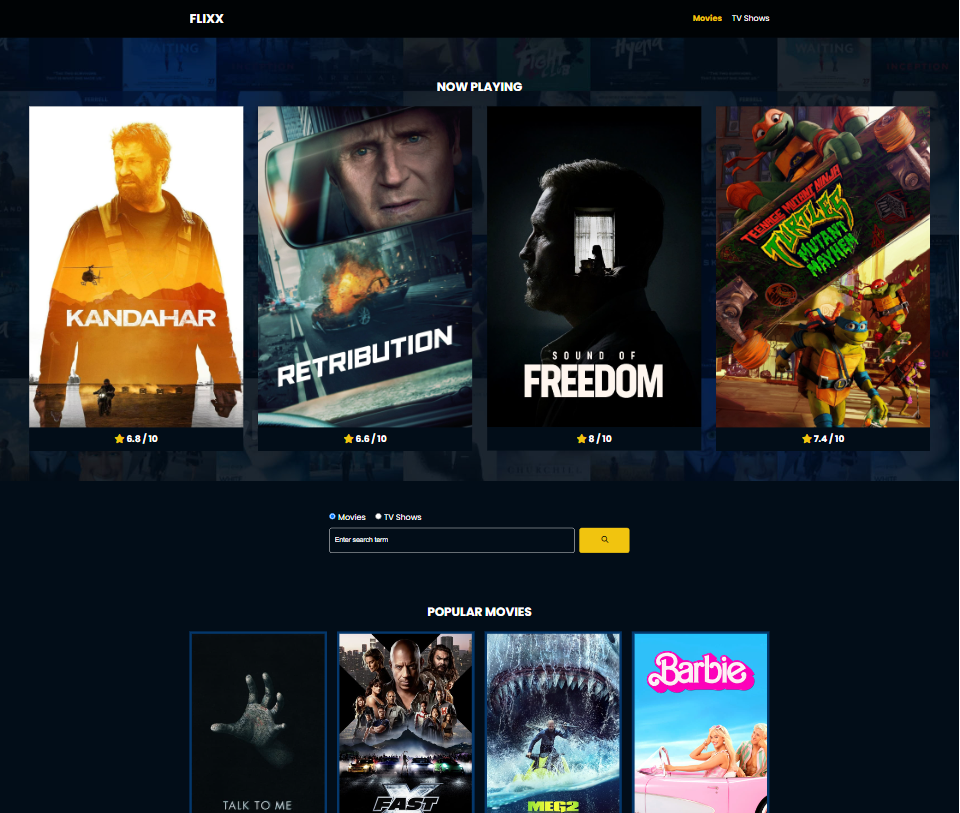 FLIXX
Movies TV Shows
NOW PLAYING
KANDAHAR
RETRIBUTION
SOUND OF
FREEDOM
TEENAGE MUTANT NINJA
TURTLES
MUTANT
MAYHEM
6.8 / 10
6.6 / 10
8 / 10
7.4 / 10
Movies TV Shows
Enter search term
POPULAR MOVIES
TALK TO ME
FAST X
MEG2
Barbie